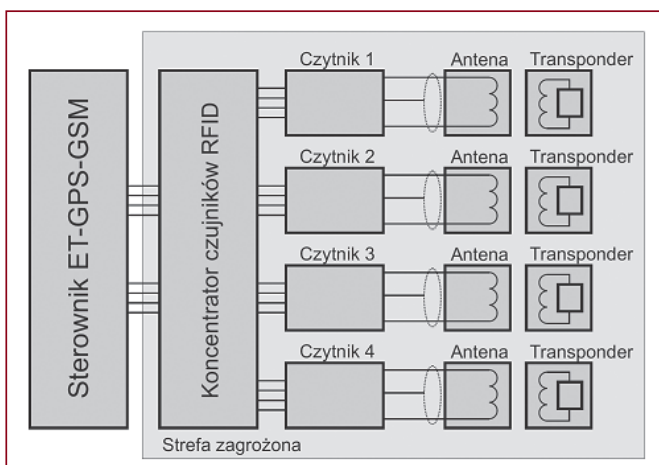 Sterownik ET-GPS-GSM
Koncentrator czujników RFID
Czytnik 1
Antena
Transponder
Czytnik 2
Antena
Transponder
Czytnik 3
Antena
Transponder
Czytnik 4
Antena
Transponder
Strefa zagrożona